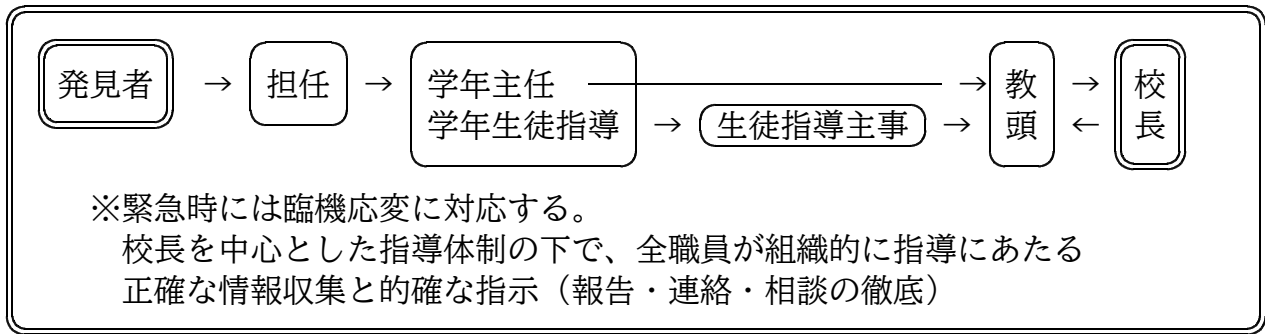 発見者 → 担任 → 学年主任 → 教頭 → 校長
学年生徒指導 → 生徒指導主事 → ←
※緊急時には臨機応変に対応する。
校長を中心とした指導体制の下で、全職員が組織的に指導にあたる
正確な情報収集と的確な指示（報告・連絡・相談の徹底）